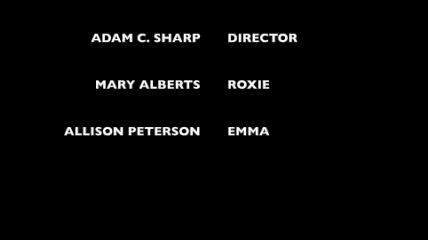 ADAM C. SHARP DIRECTOR
MARY ALBERTS ROXIE
ALLISON PETERSON EMMA